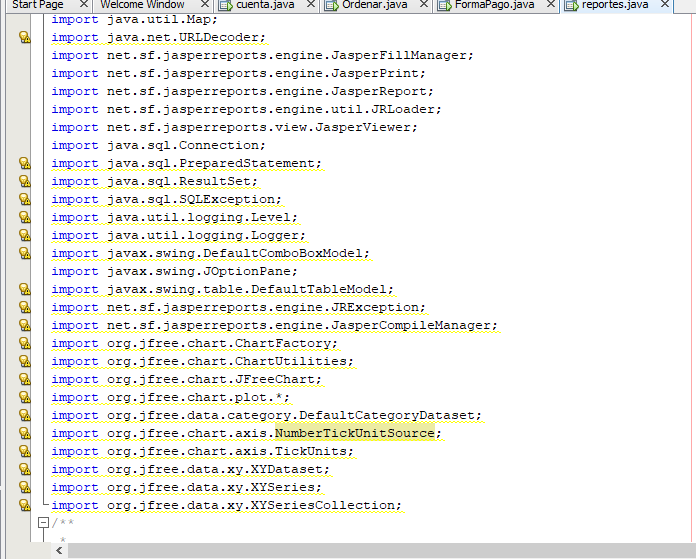 Start Page Welcome Window cuenta.java Ordenar.java FormaPago.java reportes.java
import java.util.Map;
import java.net.URLDecoder;
import net.sf.jasperreports.engine.JasperFillManager;
import net.sf.jasperreports.engine.JasperPrint;
import net.sf.jasperreports.engine.JasperReport;
import net.sf.jasperreports.engine.util.JRLoader;
import net.sf.jasperreports.view.JasperViewer;
import java.sql.Connection;
import java.sql.PreparedStatement;
import java.sql.ResultSet;
import java.sql.SQLException;
import java.util.logging.Level;
import java.util.logging.Logger;
import javax.swing.DefaultComboBoxModel;
import javax.swing.JOptionPane;
import javax.swing.table.DefaultTableModel;
import net.sf.jasperreports.engine.JRException;
import net.sf.jasperreports.engine.JasperCompileManager;
import org.jfree.chart.ChartFactory;
import org.jfree.chart.ChartUtilities;
import org.jfree.chart.JFreeChart;
import org.jfree.chart.plot.*;
import org.jfree.data.category.DefaultCategoryDataset;
import org.jfree.chart.axis.NumberTickUnitSource;
import org.jfree.chart.axis.TickUnits;
import org.jfree.data.xy.XYDataset;
import org.jfree.data.xy.XYSeries;
import org.jfree.data.xy.XYSeriesCollection;
/**
*